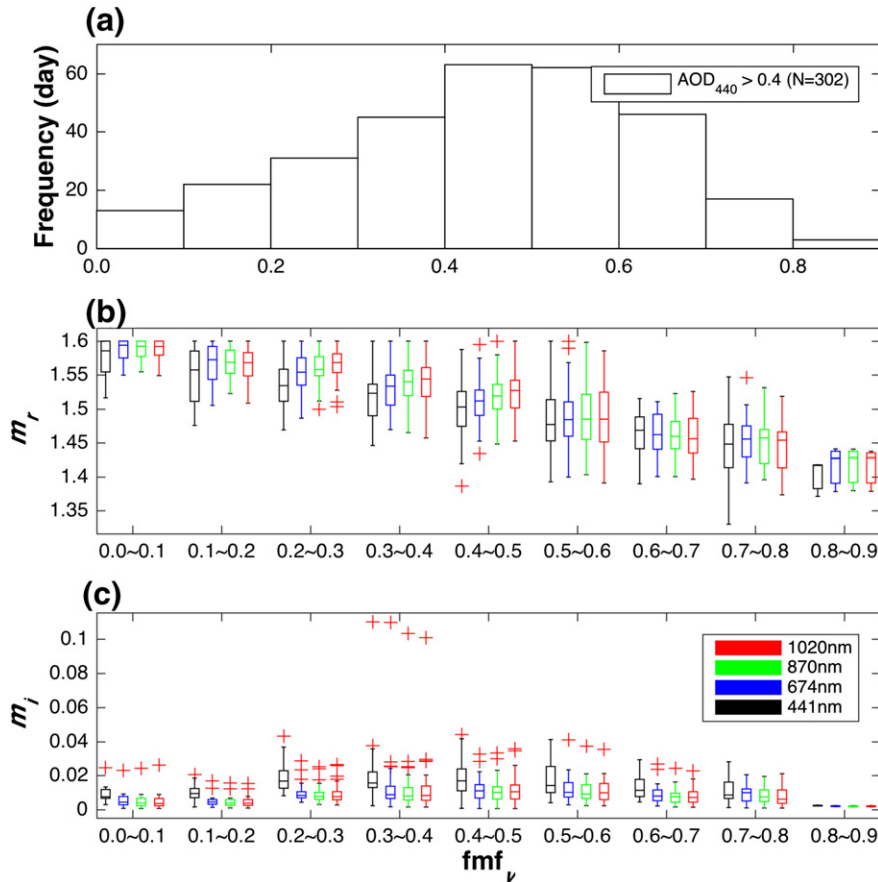 (a)
Frequency (day)
60
40
20
0
AOD440 > 0.4 (N=302)
0.0 0.2 0.4 0.6 0.8
(b)
mr
1.6
1.55
1.5
1.45
1.4
1.35
0.0~0.1 0.1~0.2 0.2~0.3 0.3~0.4 0.4~0.5 0.5~0.6 0.6~0.7 0.7~0.8 0.8~0.9
(c)
mi
0.1
0.08
0.06
0.04
0.02
0
1020nm
870nm
674nm
441nm
0.0~0.1 0.1~0.2 0.2~0.3 0.3~0.4 0.4~0.5 0.5~0.6 0.6~0.7 0.7~0.8 0.8~0.9
fmfν